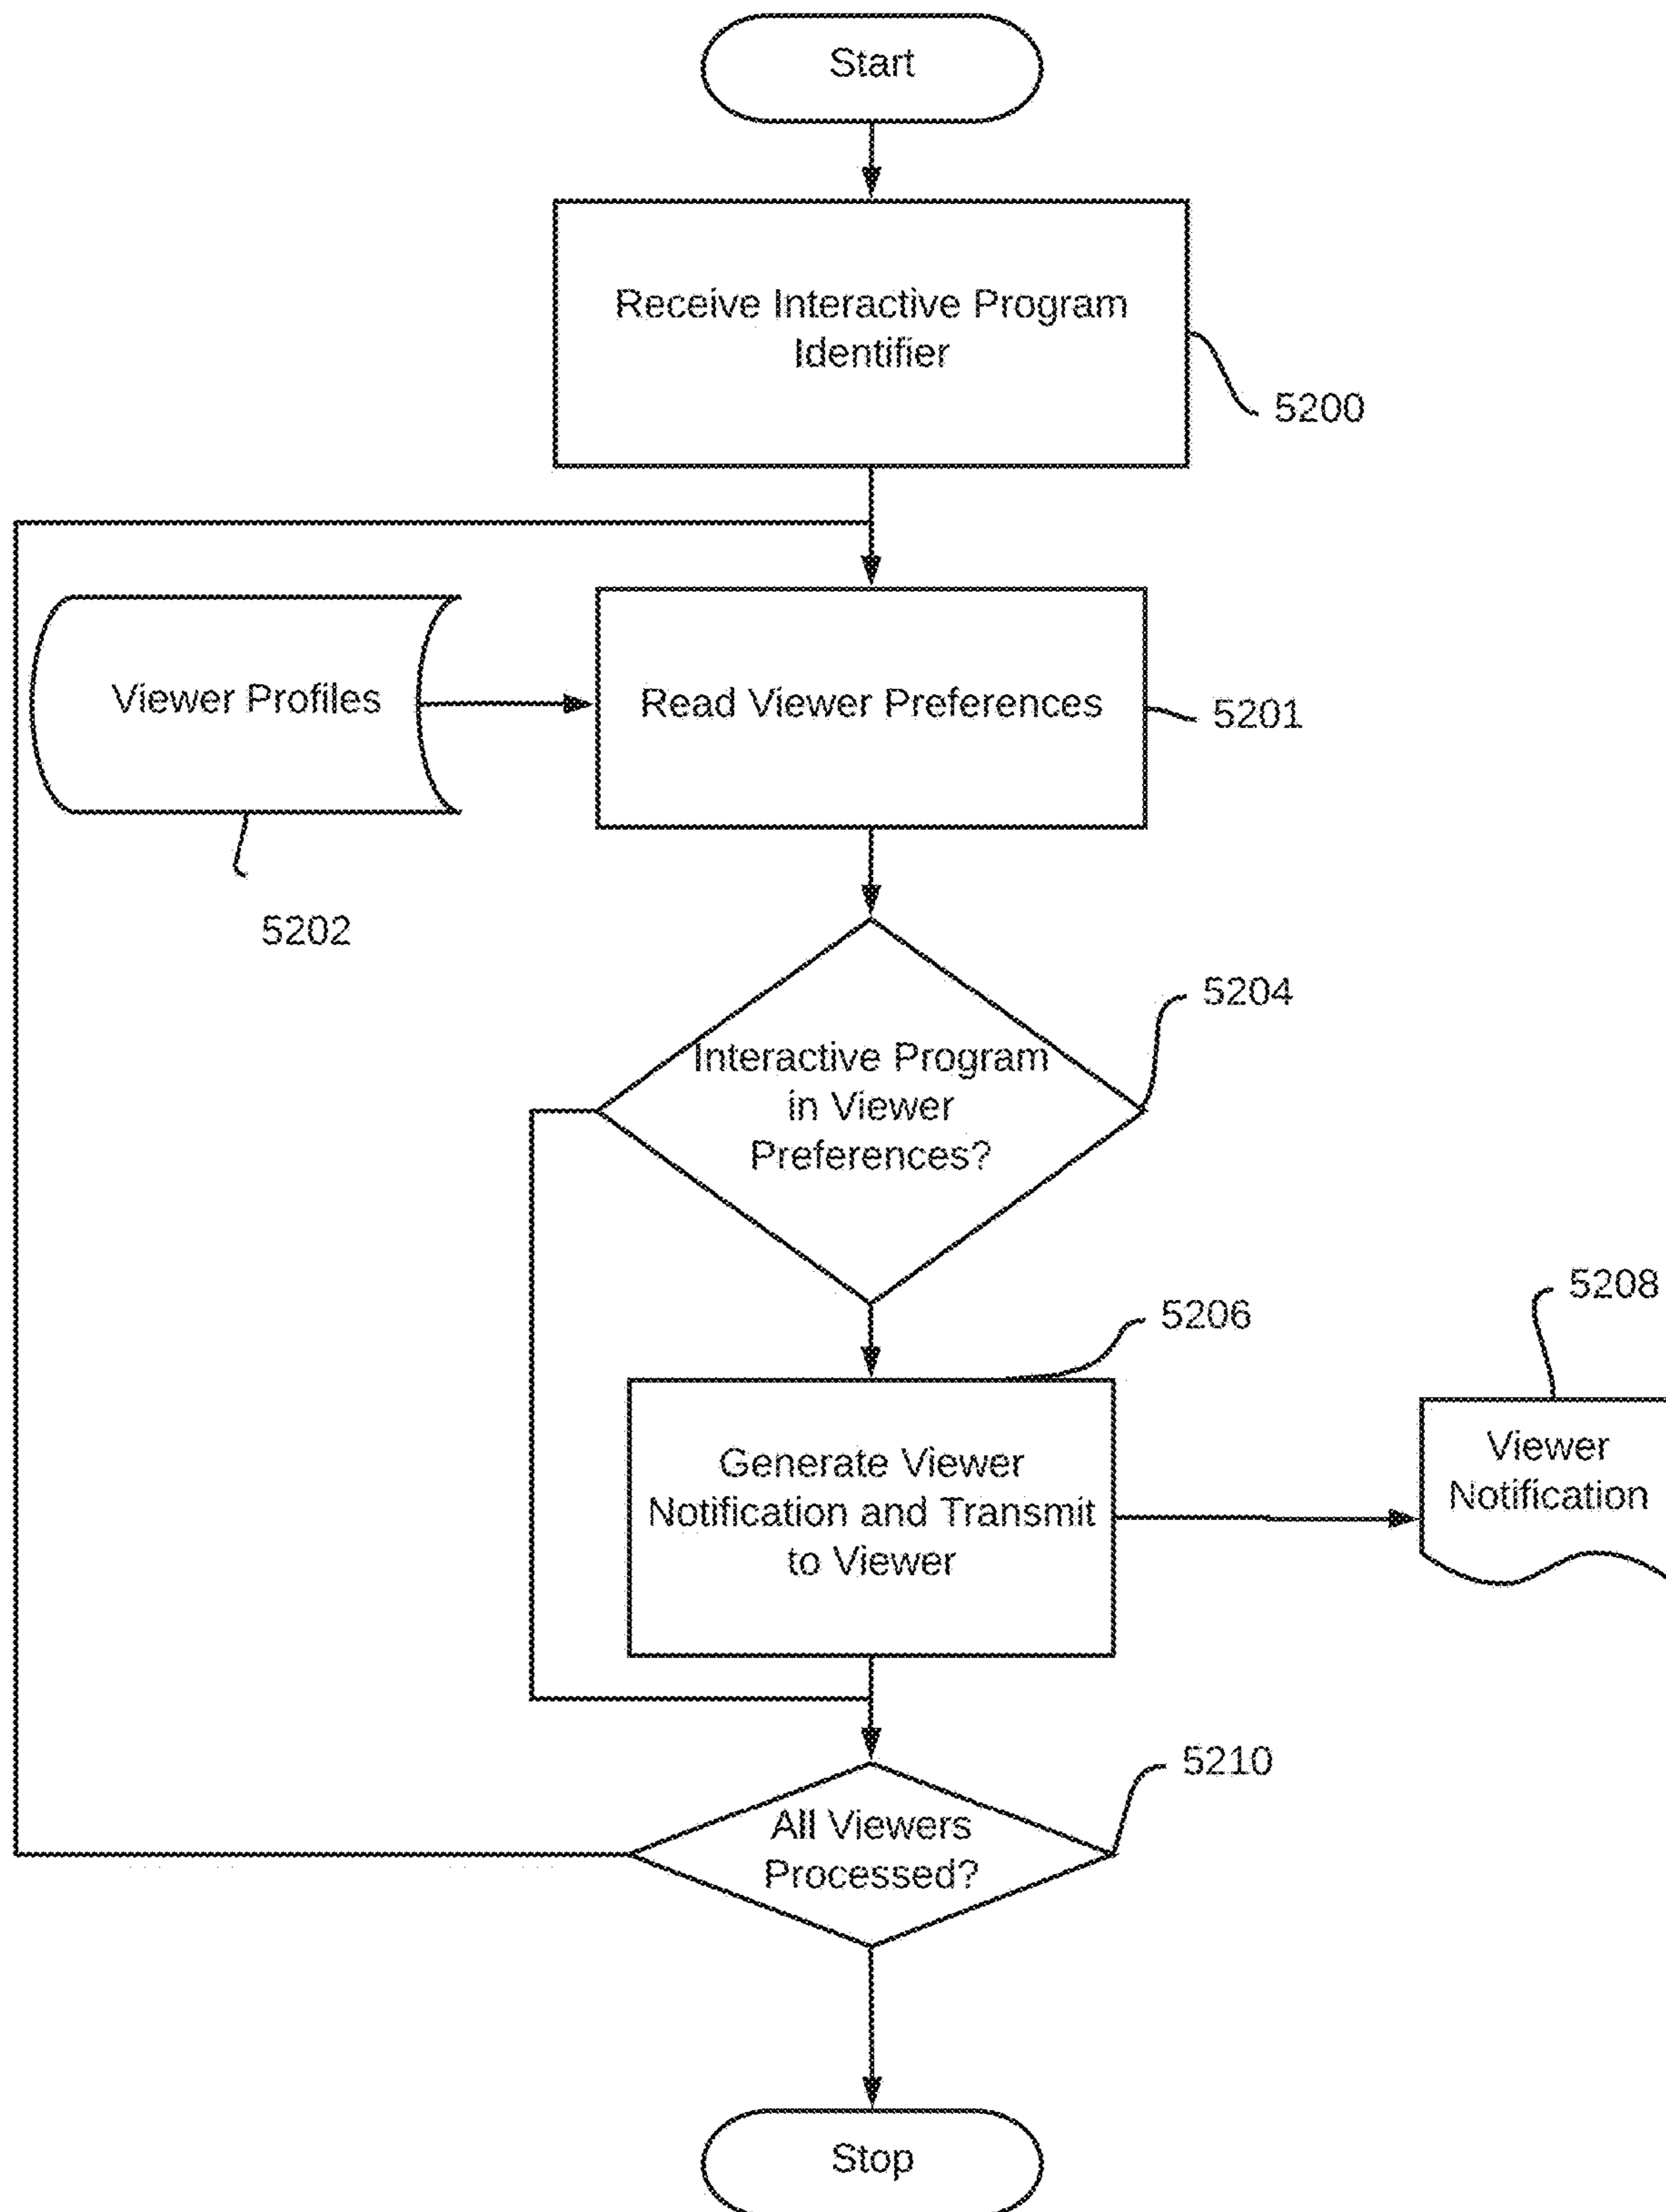 Start
Receive Interactive Program
Identifier
5200
Viewer Profiles
Read Viewer Preferences
5201
5202
5204
Interactive Program
in Viewer
Preferences?
5208
5206
Viewer
Notification
Generate Viewer
Notification and Transmit
to Viewer
5210
All Viewers
Processed?
Stop